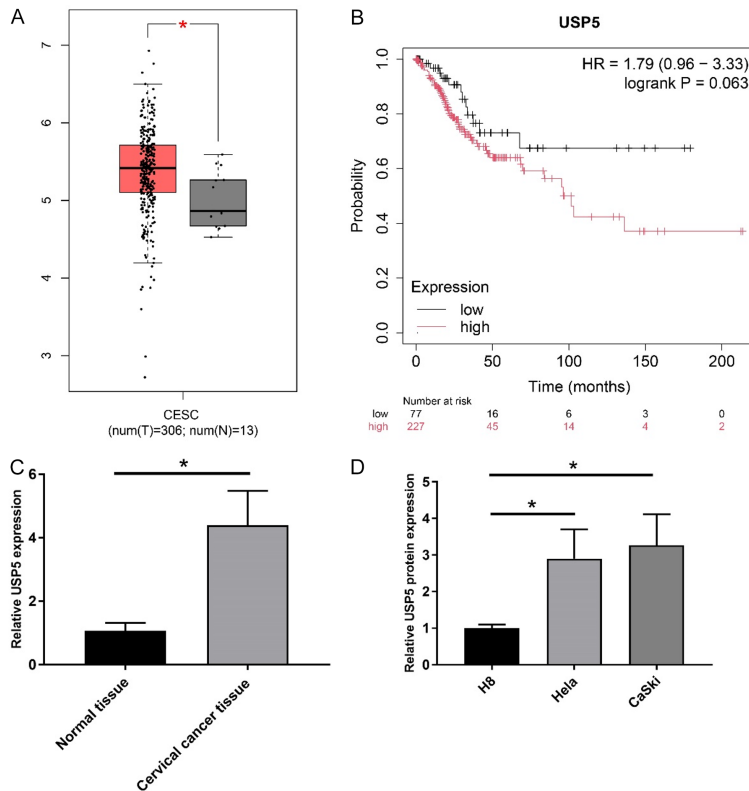 A
*
7
6
5
4
3
CESC
(num(T)=306; num(N)=13)
B
USP5
HR = 1.79 (0.96 − 3.33)
logrank P = 0.063
Probability
1.0
0.8
0.6
0.4
0.2
0.0
Expression
low
high
0 50 100 150 200
Time (months)
Number at risk
low 77 16 6 3 0
high 227 45 14 4 2
C
*
Relative USP5 expression
6
4
2
0
Normal tissue
Cervical cancer tissue
D
*
*
Relative USP5 protein expression
5
4
3
2
1
0
H8
Hela
CaSki